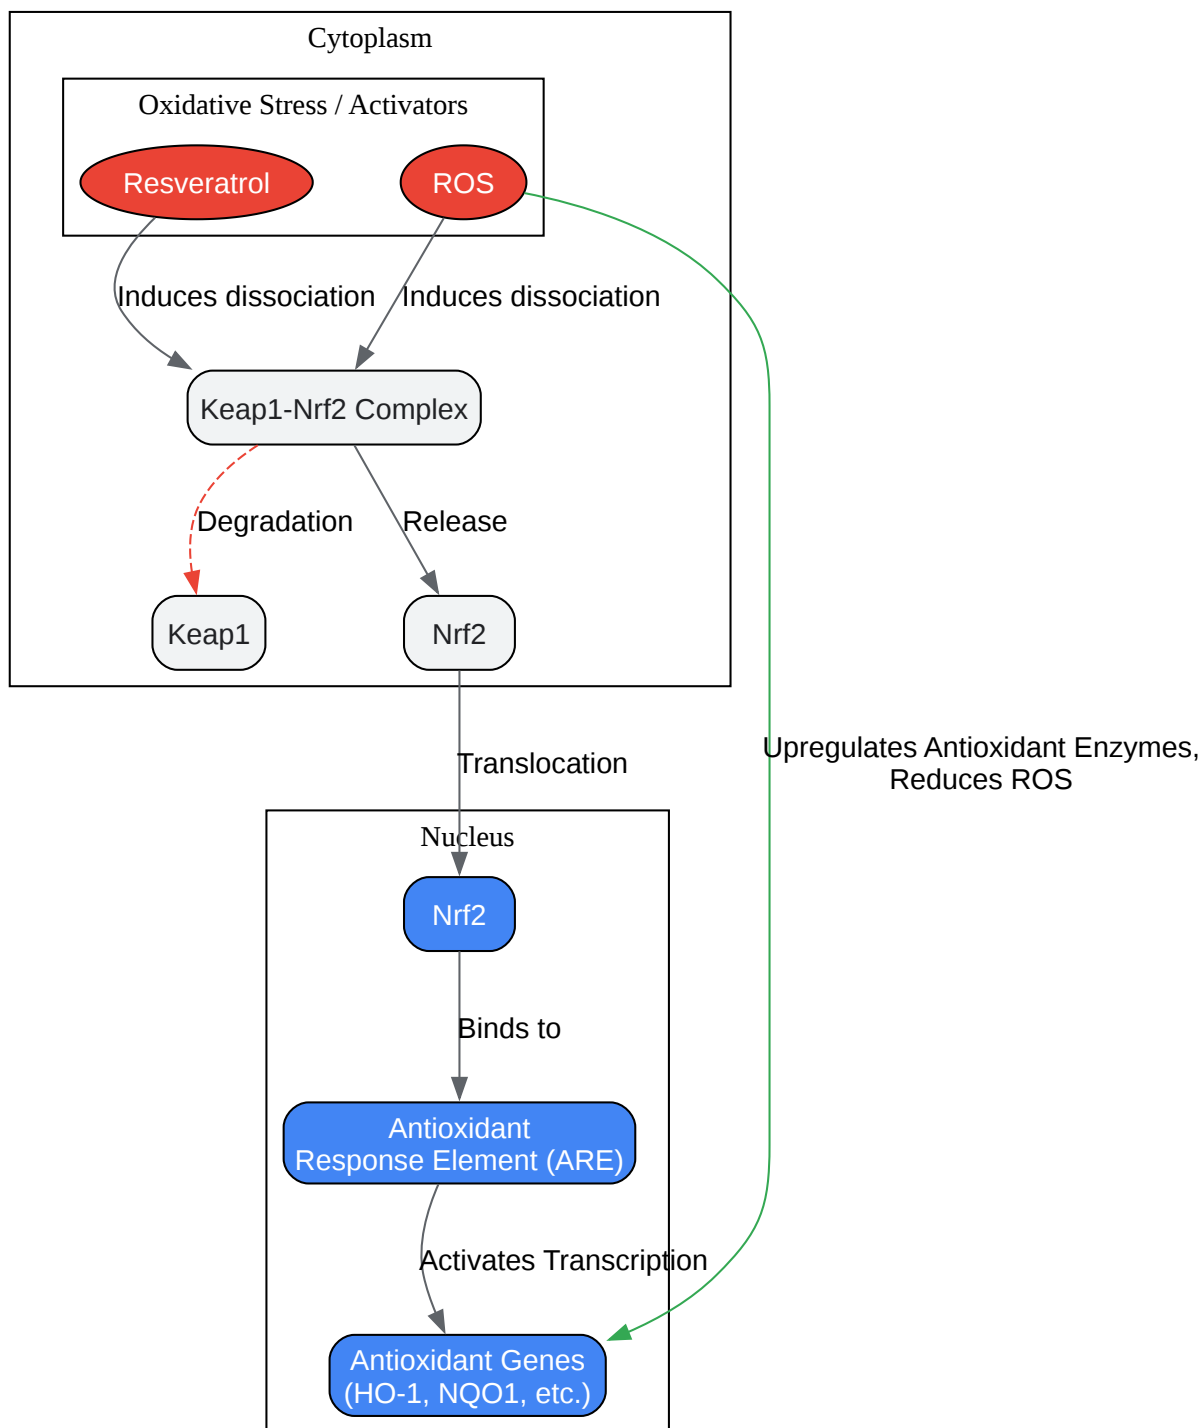 Cytoplasm
Oxidative Stress / Activators
Resveratrol
ROS
Induces dissociation
Induces dissociation
Keap1-Nrf2 Complex
Degradation
Release
Keap1
Nrf2
Translocation
Upregulates Antioxidant Enzymes,
Reduces ROS
Nucleus
Nrf2
Binds to
Antioxidant
Response Element (ARE)
Activates Transcription
Antioxidant Genes
(HO-1, NQO1, etc.)